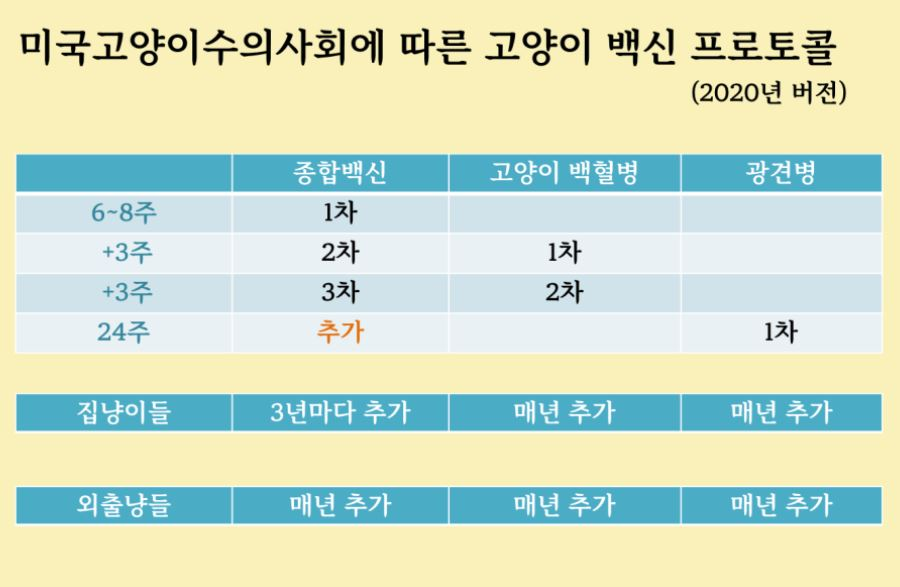 미국고양이수의사회에 따른 고양이 백신 프로토콜
(2020년 버전)
종합백신 고양이 백혈병 광견병
6~8주 1차
+3주 2차 1차
+3주 3차 2차
24주 추가 1차
집냥이들 3년마다 추가 매년 추가 매년 추가
외출냥들 매년 추가 매년 추가 매년 추가